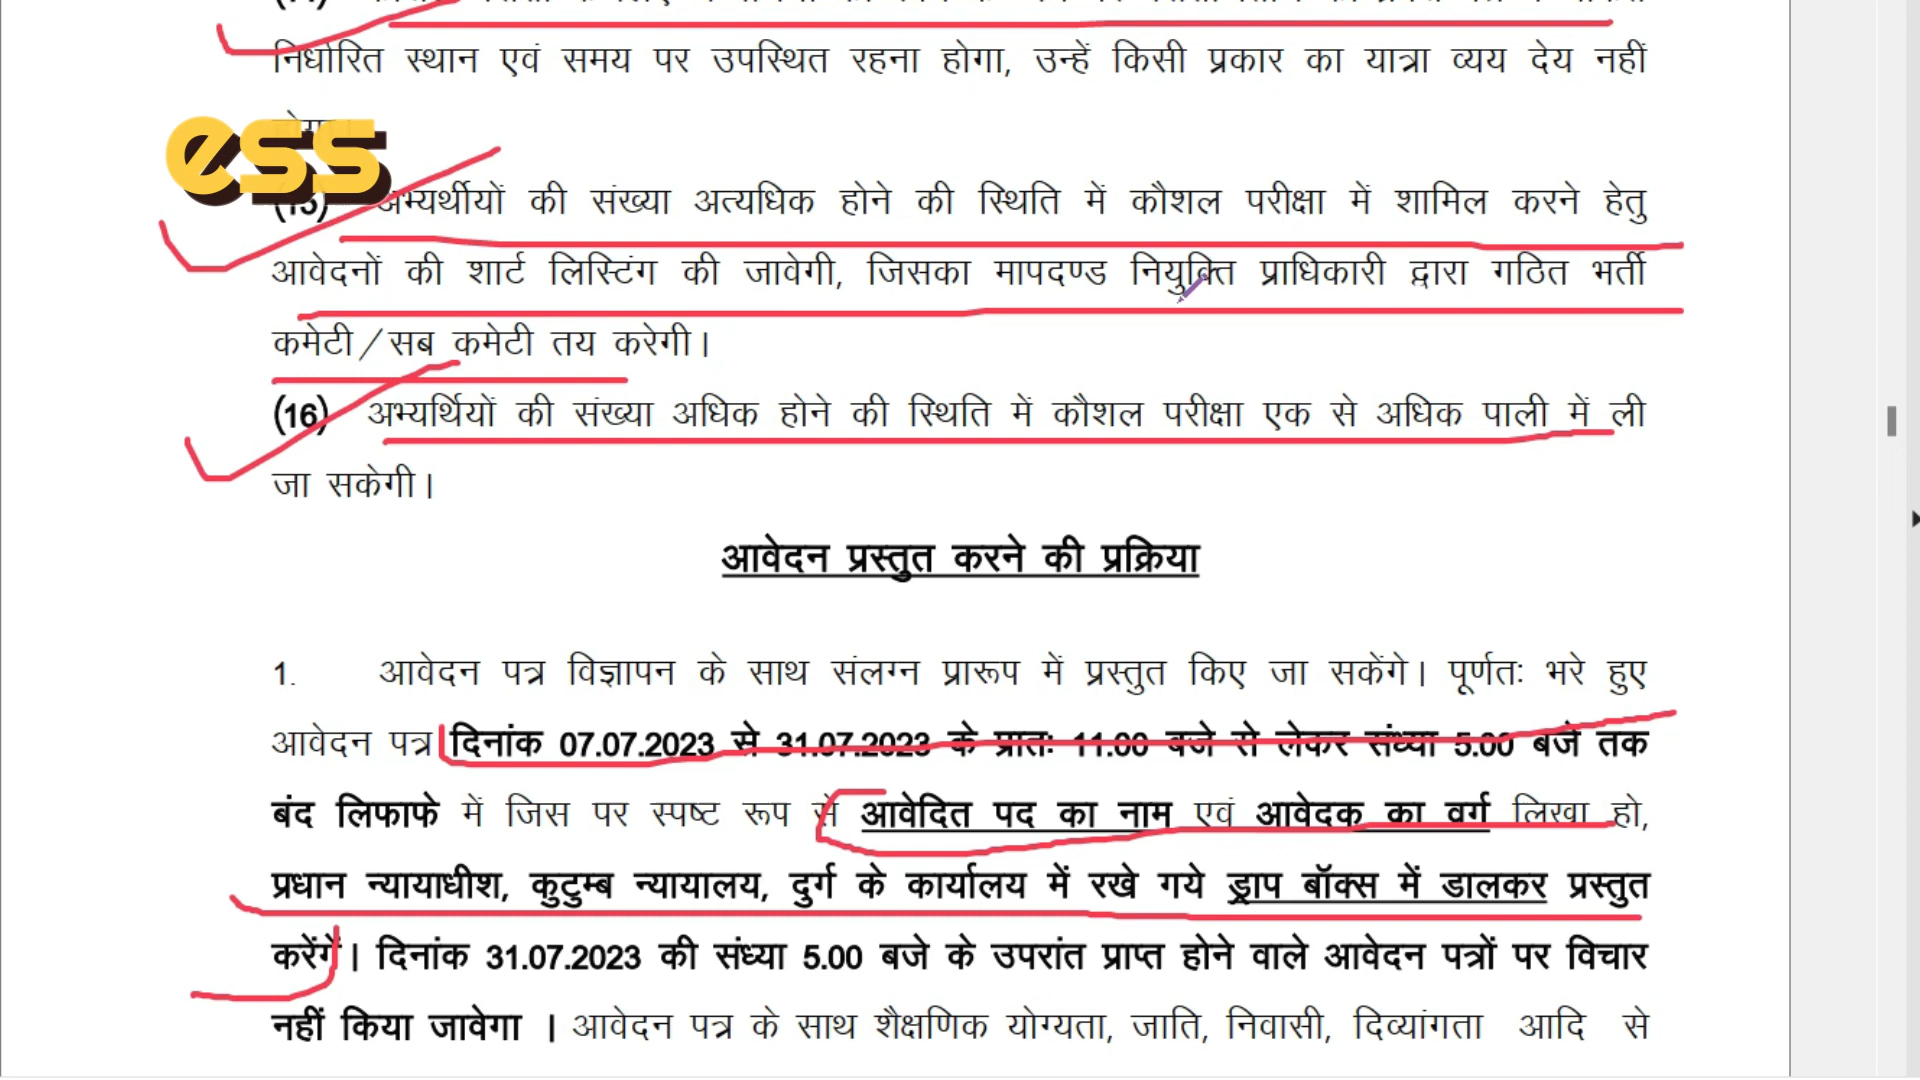 निर्धारित स्थान एवं समय पर उपस्थित रहना होगा, उन्हें किसी प्रकार का यात्रा व्यय देय नहीं
ess
(15) अभ्यर्थीयों की संख्या अत्यधिक होने की स्थिति में कौशल परीक्षा में शामिल करने हेतु
आवेदनों की शार्ट लिस्टिंग की जावेगी, जिसका मापदण्ड नियुक्ति प्राधिकारी द्वारा गठित भर्ती
कमेटी/सब कमेटी तय करेगी।
(16) अभ्यर्थियों की संख्या अधिक होने की स्थिति में कौशल परीक्षा एक से अधिक पाली में ली
जा सकेगी।
आवेदन प्रस्तुत करने की प्रक्रिया
1. आवेदन पत्र विज्ञापन के साथ संलग्न प्रारूप में प्रस्तुत किए जा सकेंगे। पूर्णतः भरे हुए
आवेदन पत्र दिनांक 07.07.2023 से 31.07.2023 के प्रातः 11.00 बजे से लेकर संध्या 5.00 बजे तक
बंद लिफाफे में जिस पर स्पष्ट रूप से आवेदित पद का नाम एवं आवेदक का वर्ग लिखा हो,
प्रधान न्यायाधीश, कुटुम्ब न्यायालय, दुर्ग के कार्यालय में रखे गये ड्राप बॉक्स में डालकर प्रस्तुत
करेंगें। दिनांक 31.07.2023 की संध्या 5.00 बजे के उपरांत प्राप्त होने वाले आवेदन पत्रों पर विचार
नहीं किया जावेगा । आवेदन पत्र के साथ शैक्षणिक योग्यता, जाति, निवासी, दिव्यांगता आदि से